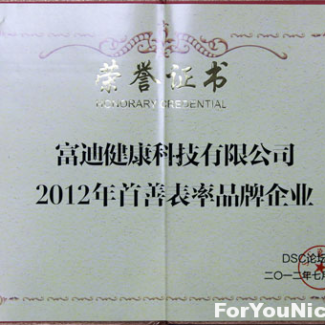 荣誉证书
HONORARY CREDENTIAL
富迪健康科技有限公司
2012年首善表率品牌企业
DSC论坛
二〇一二年七月
ForYouNic